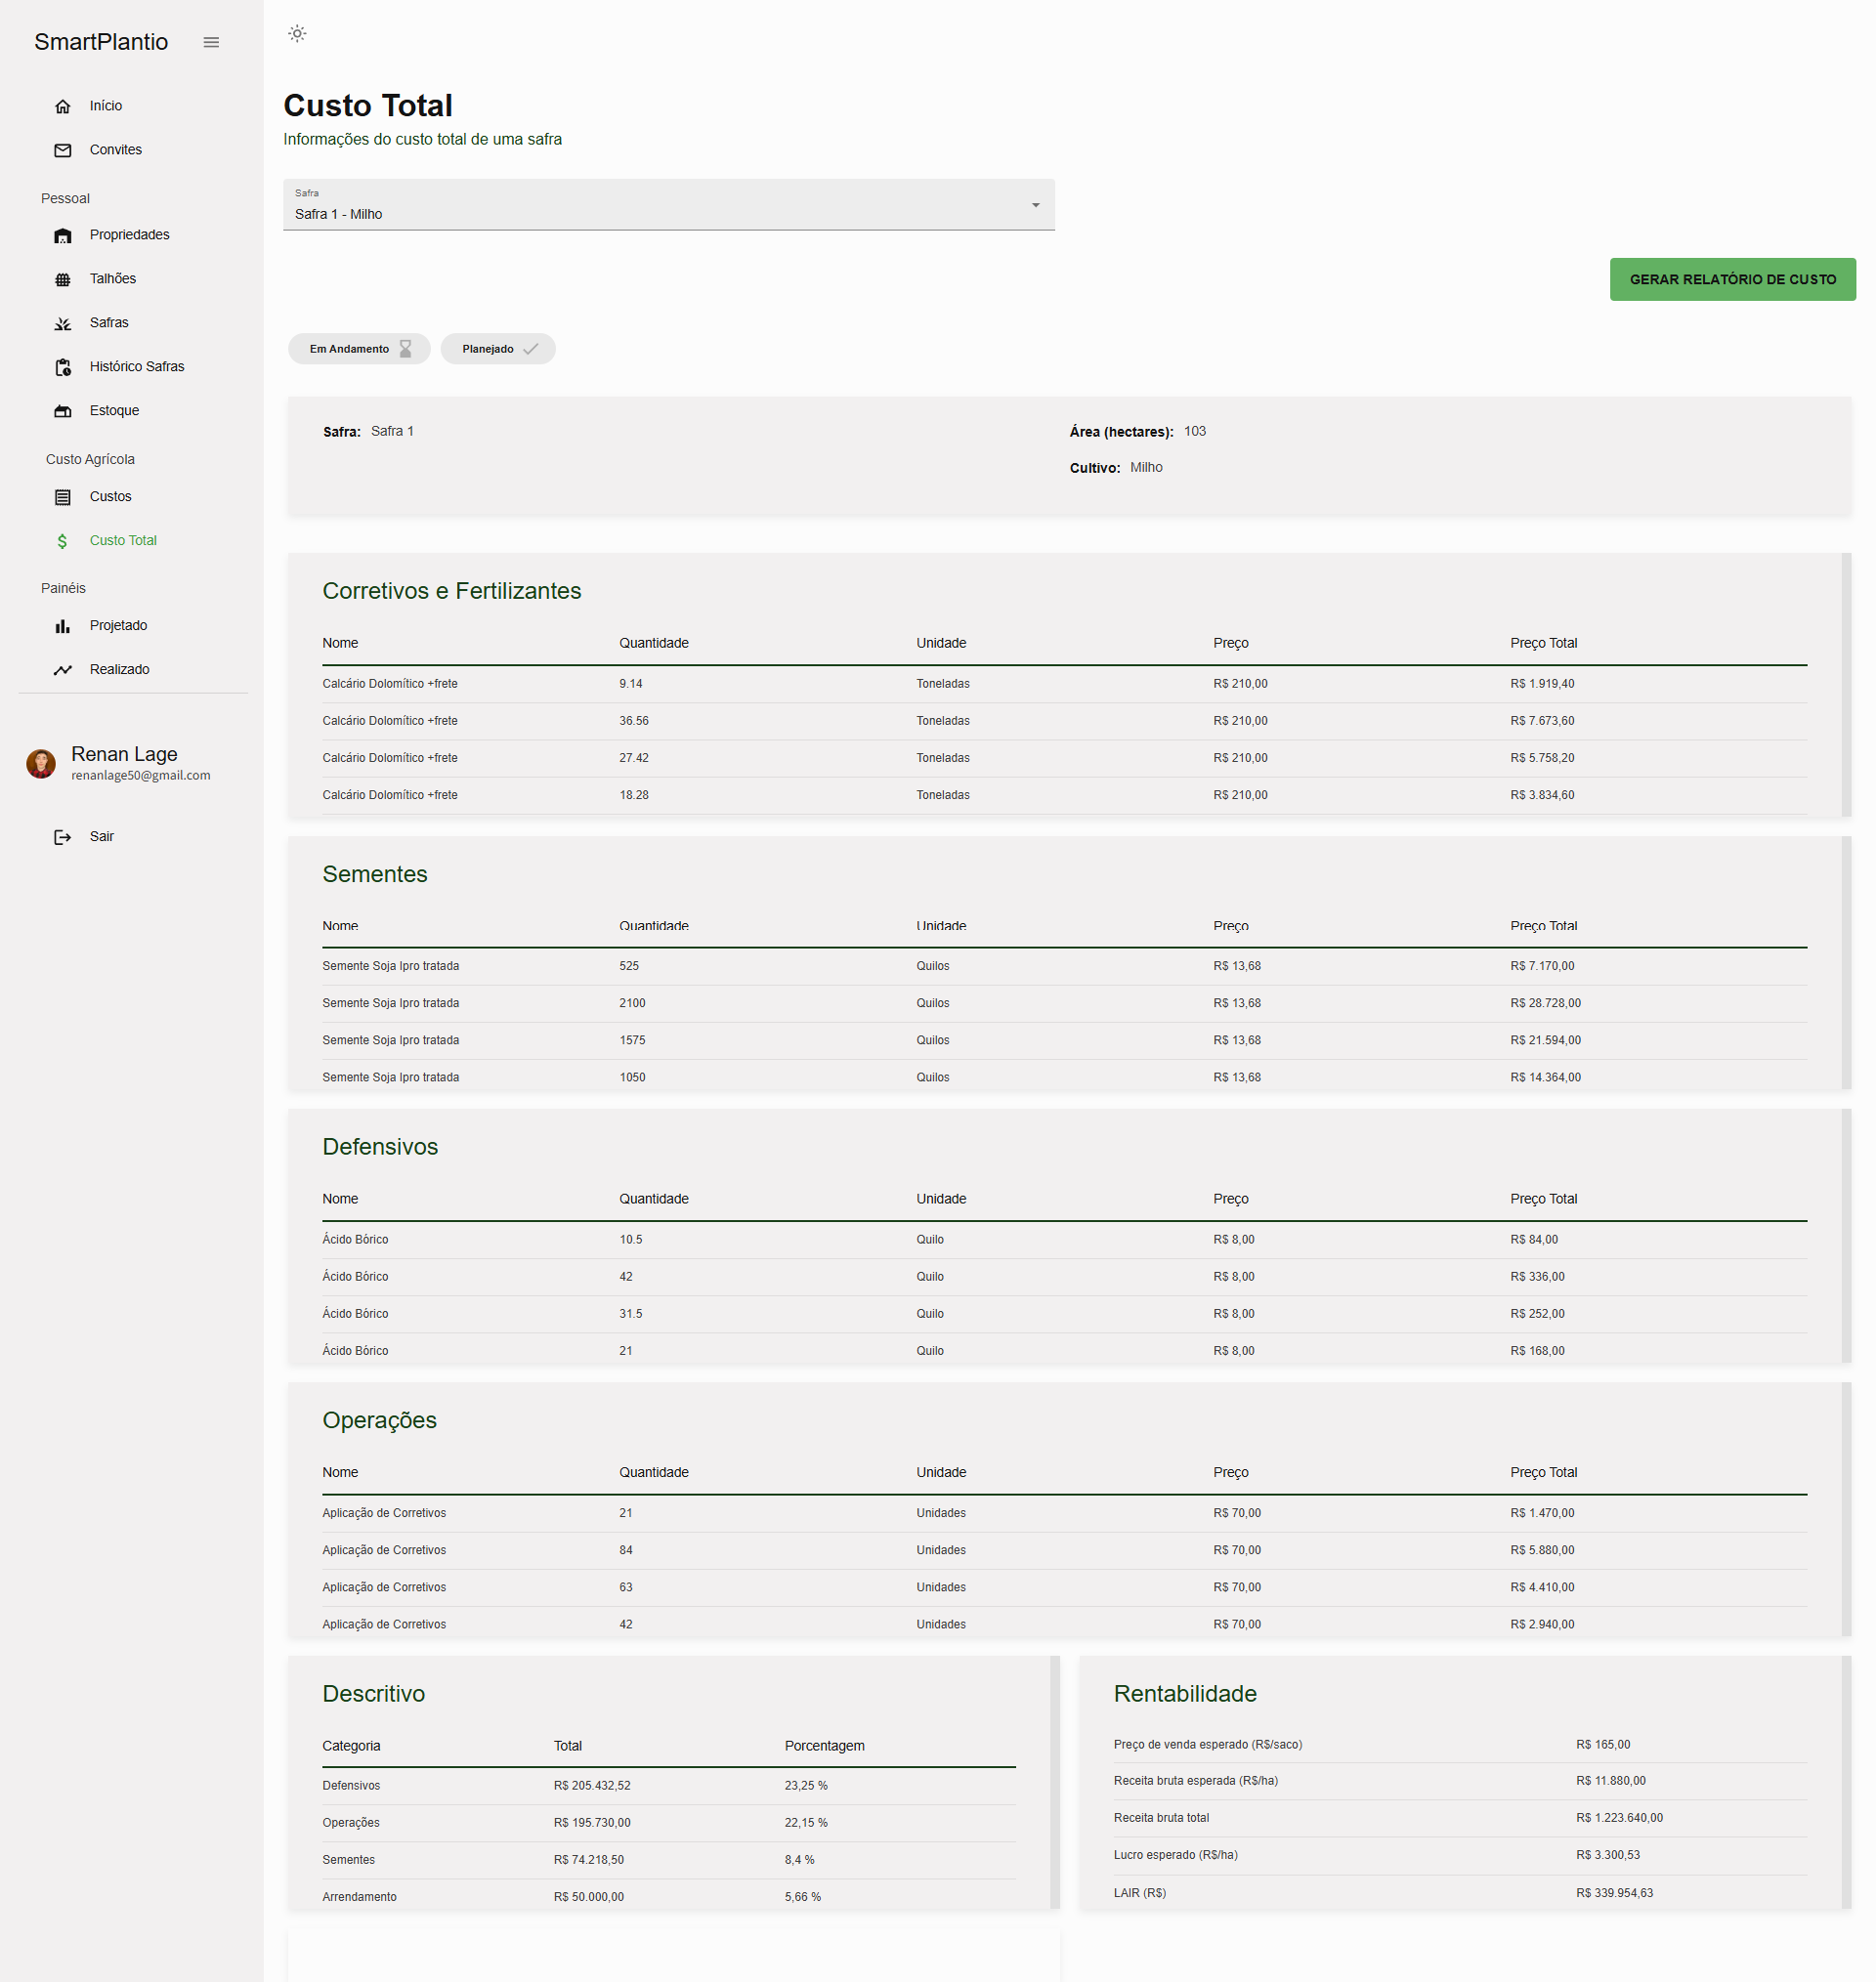 SmartPlantio
Início
Convites
Pessoal
Propriedades
Talhões
Safras
Histórico Safras
Estoque
Custo Agrícola
Custos
Custo Total
Painéis
Projetado
Realizado
Renan Lage
renanlage50@gmail.com
Sair
Custo Total
Informações do custo total de uma safra
Safra
Safra 1 - Milho
GERAR RELATÓRIO DE CUSTO
Em Andamento Planejado
Safra: Safra 1 Área (hectares): 103
Cultivo: Milho
Corretivos e Fertilizantes
Nome Quantidade Unidade Preço Preço Total
Calcário Dolomítico +frete 9.14 Toneladas R$ 210,00 R$ 1.919,40
Calcário Dolomítico +frete 36.56 Toneladas R$ 210,00 R$ 7.673,60
Calcário Dolomítico +frete 27.42 Toneladas R$ 210,00 R$ 5.758,20
Calcário Dolomítico +frete 18.28 Toneladas R$ 210,00 R$ 3.834,60
Sementes
Nome Quantidade Unidade Preço Preço Total
Semente Soja Ipro tratada 525 Quilos R$ 13,68 R$ 7.170,00
Semente Soja Ipro tratada 2100 Quilos R$ 13,68 R$ 28.728,00
Semente Soja Ipro tratada 1575 Quilos R$ 13,68 R$ 21.594,00
Semente Soja Ipro tratada 1050 Quilos R$ 13,68 R$ 14.364,00
Defensivos
Nome Quantidade Unidade Preço Preço Total
Ácido Bórico 10.5 Quilo R$ 8,00 R$ 84,00
Ácido Bórico 42 Quilo R$ 8,00 R$ 336,00
Ácido Bórico 31.5 Quilo R$ 8,00 R$ 252,00
Ácido Bórico 21 Quilo R$ 8,00 R$ 168,00
Operações
Nome Quantidade Unidade Preço Preço Total
Aplicação de Corretivos 21 Unidades R$ 70,00 R$ 1.470,00
Aplicação de Corretivos 84 Unidades R$ 70,00 R$ 5.880,00
Aplicação de Corretivos 63 Unidades R$ 70,00 R$ 4.410,00
Aplicação de Corretivos 42 Unidades R$ 70,00 R$ 2.940,00
Descritivo
Categoria Total Porcentagem
Defensivos R$ 205.432,52 23,25 %
Operações R$ 195.730,00 22,15 %
Sementes R$ 74.218,50 8,4 %
Arrendamento R$ 50.000,00 5,66 %
Rentabilidade
Preço de venda esperado (R$/saco) R$ 165,00
Receita bruta esperada (R$/ha) R$ 11.880,00
Receita bruta total R$ 1.223.640,00
Lucro esperado (R$/ha) R$ 3.300,53
LAIR (R$) R$ 339.954,63